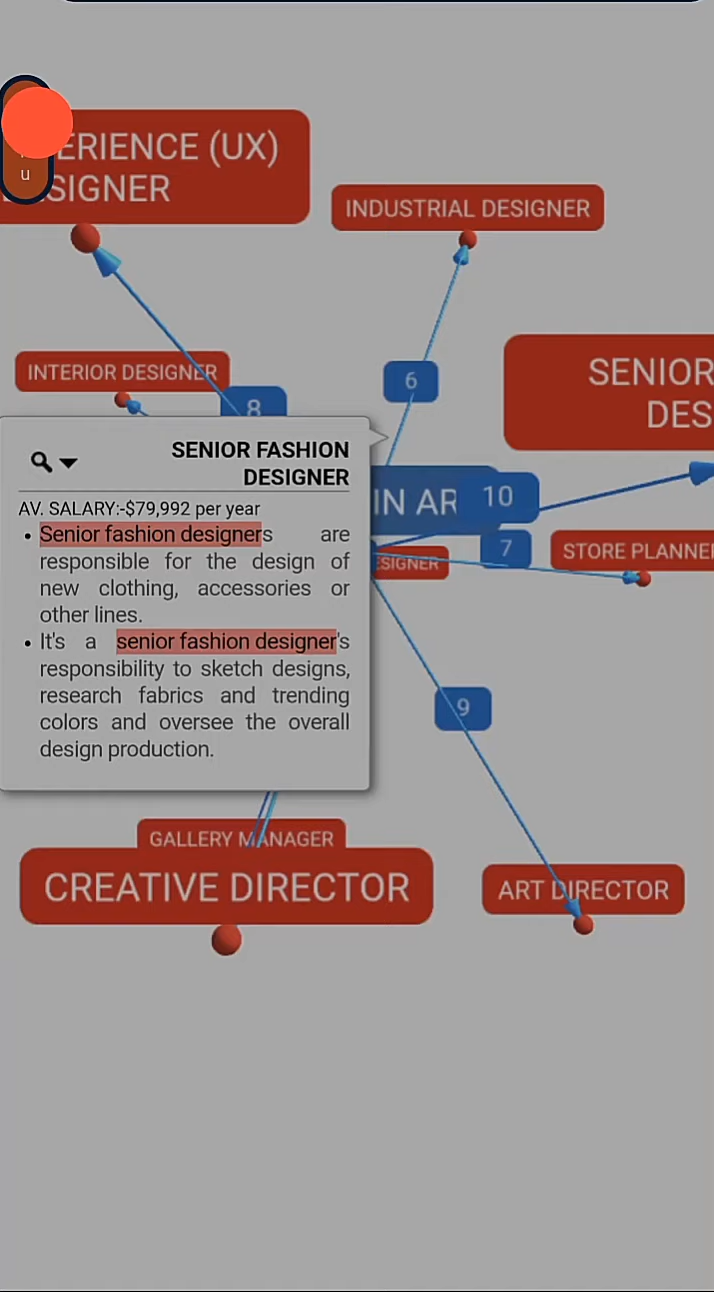 ERIENCE (UX)
SIGNER
u
INDUSTRIAL DESIGNER
INTERIOR DESIGNER
6
8
SENIOR
DES
SENIOR FASHION
DESIGNER
AV. SALARY:-$79,992 per year
• Senior fashion designers are
responsible for the design of
new clothing, accessories or
other lines.
• It's a senior fashion designer's
responsibility to sketch designs,
research fabrics and trending
colors and oversee the overall
design production.
IN AR
10
7
SIGNER
STORE PLANNE
9
GALLERY MANAGER
CREATIVE DIRECTOR
ART DIRECTOR